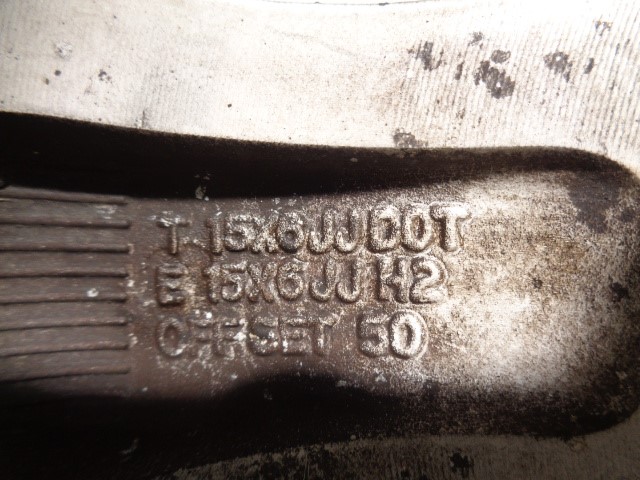 T 15X6JJ DOT
E 15X6JJ H2
OFFSET 50